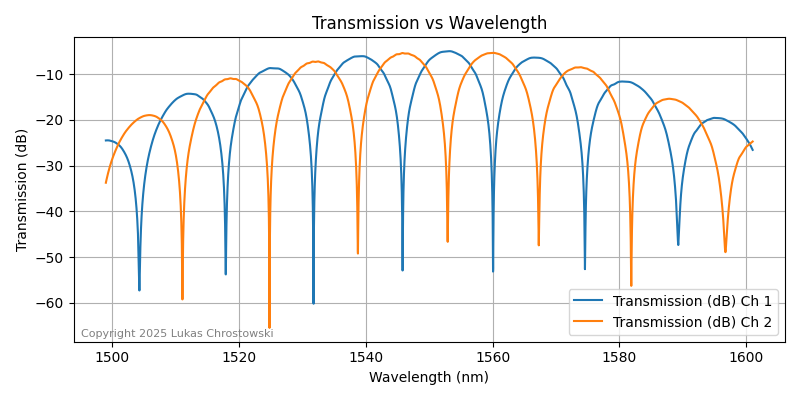 Transmission vs Wavelength
Transmission (dB)
−10
−20
−30
−40
−50
−60
Transmission (dB) Ch 1
Transmission (dB) Ch 2
Copyright 2025 Lukas Chrostowski
1500 1520 1540 1560 1580 1600
Wavelength (nm)